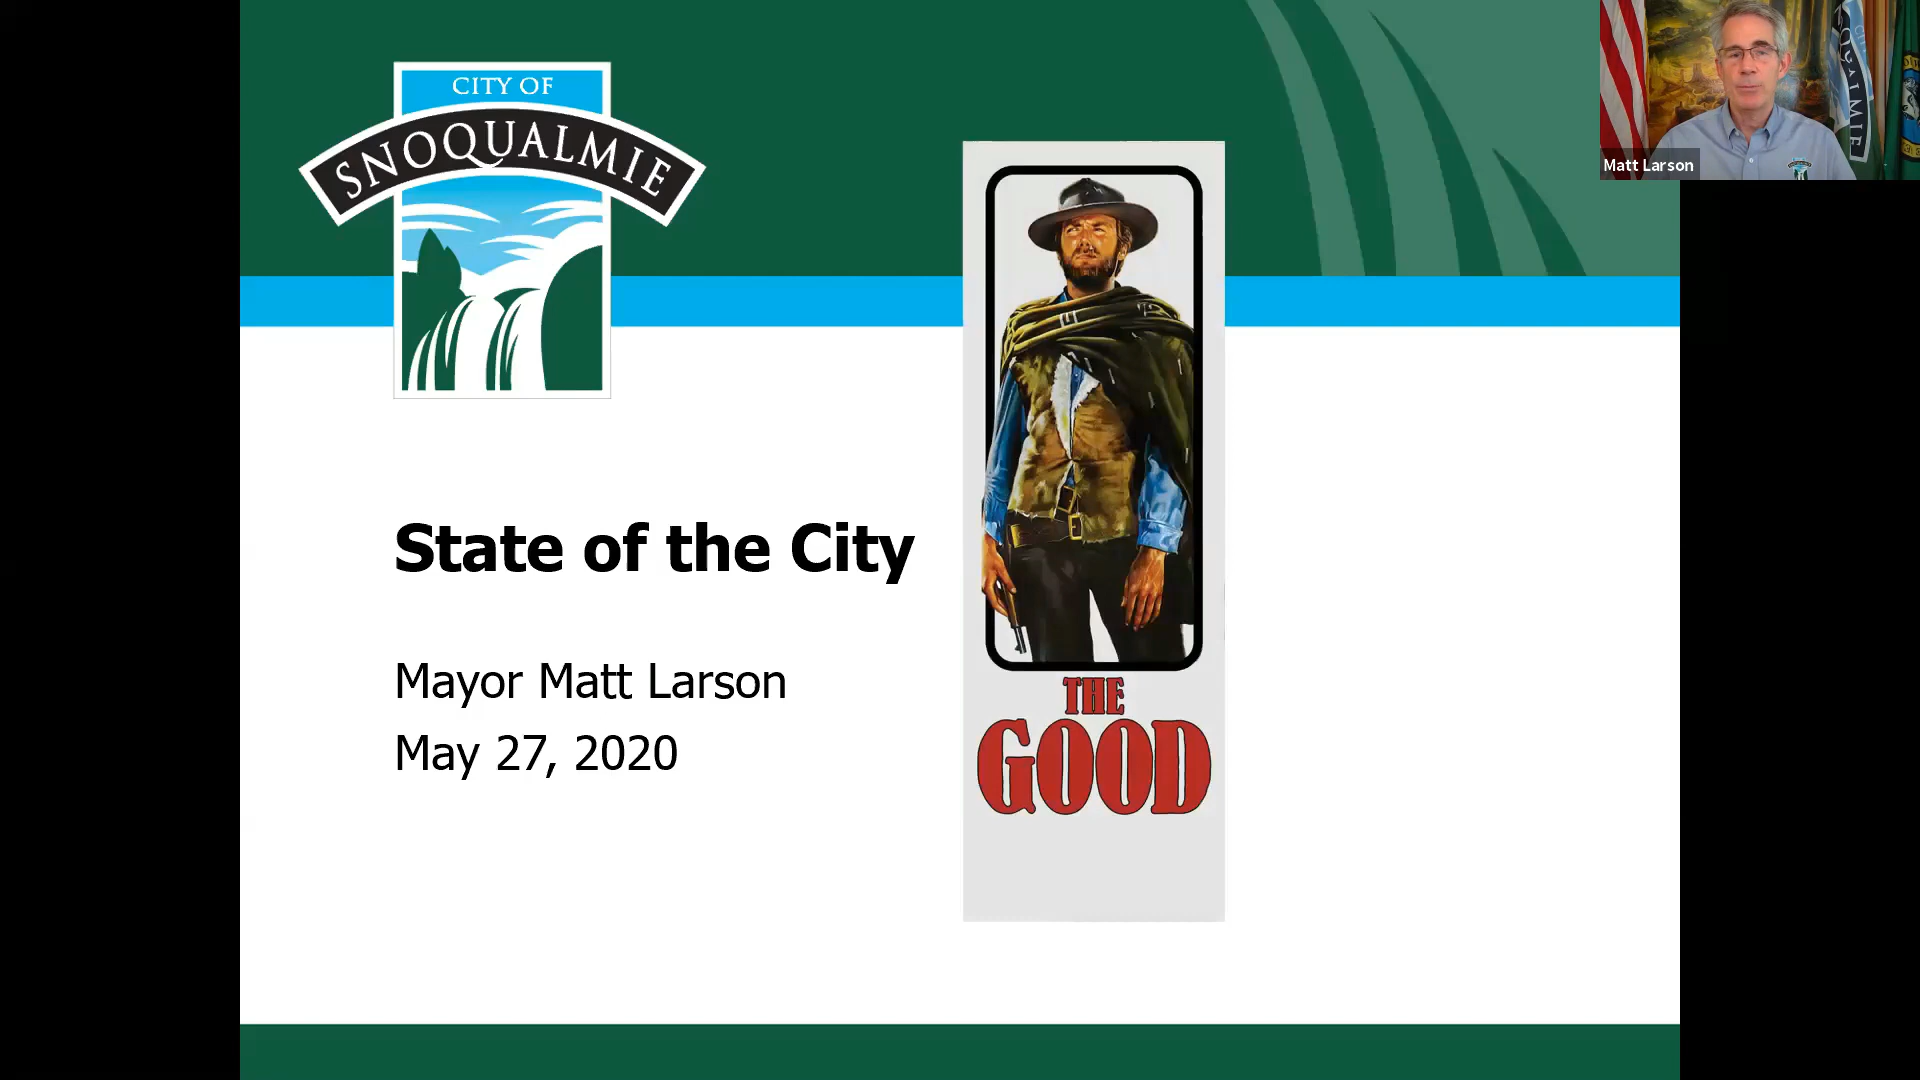 CITY OF
SNOQUALMIE
State of the City
Mayor Matt Larson
May 27, 2020
THE
GOOD
Matt Larson